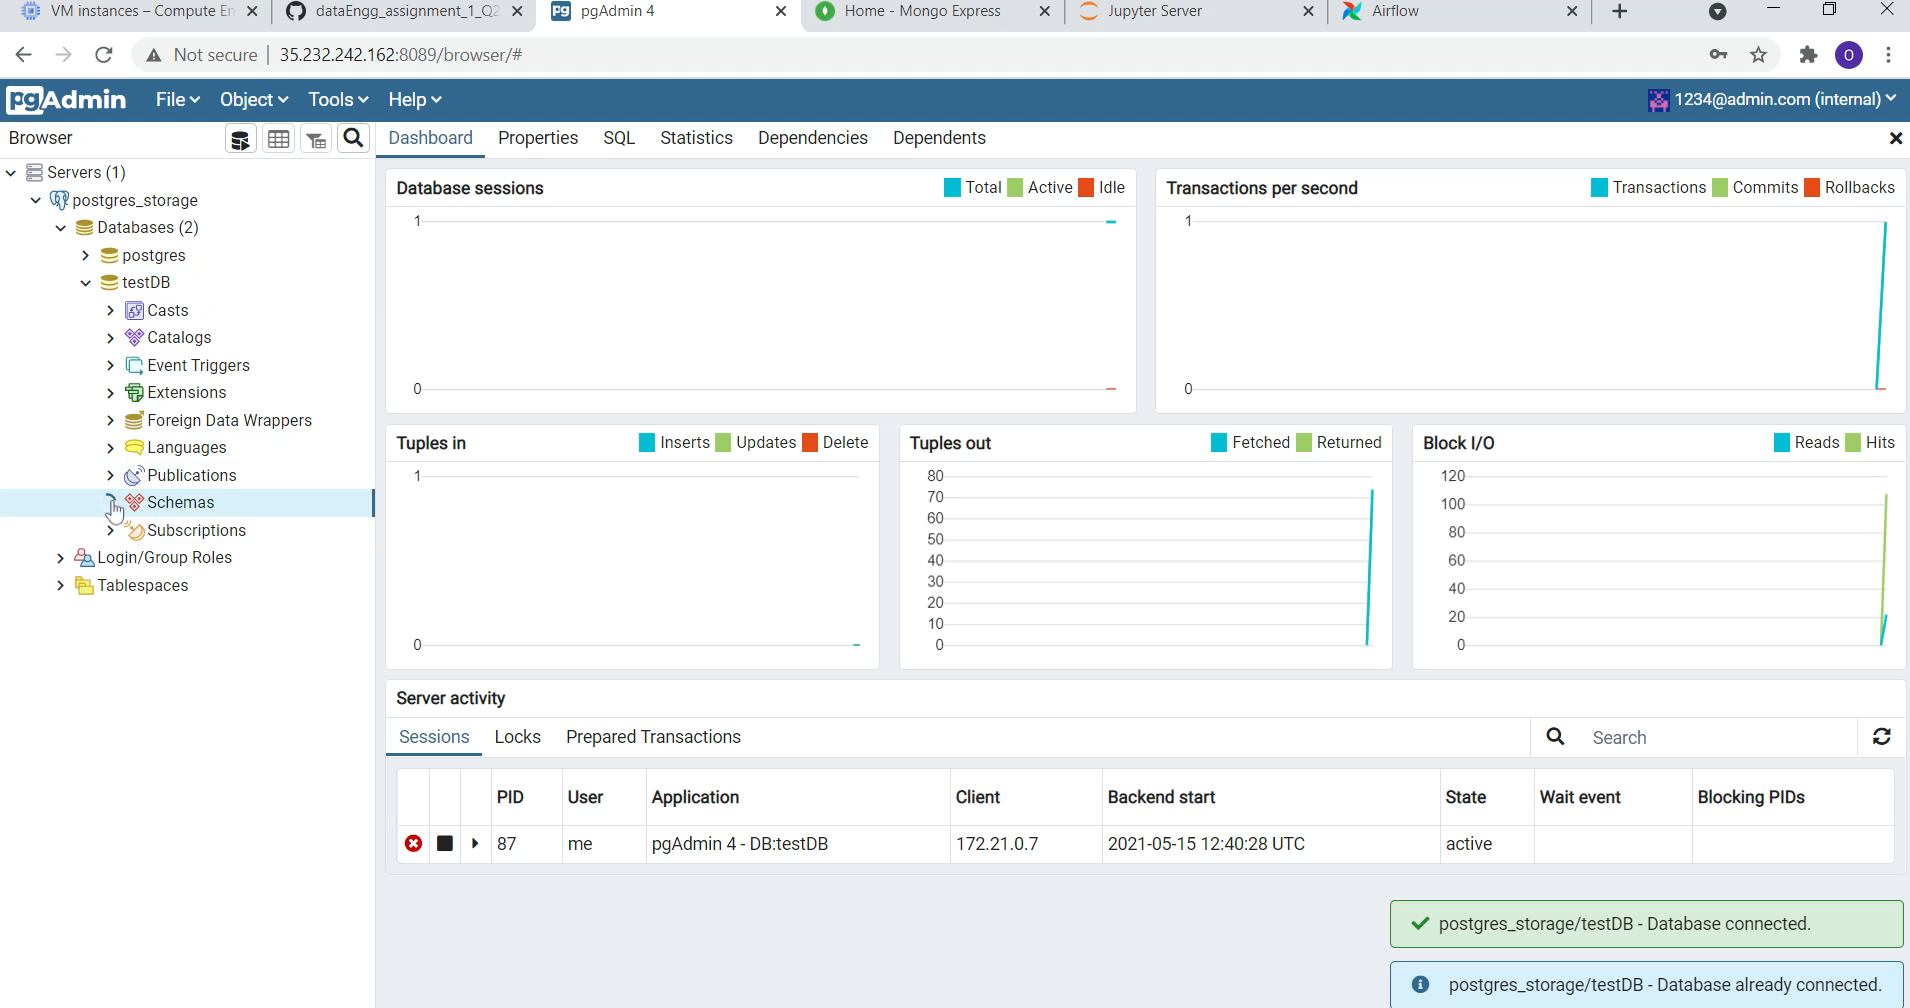 VM instances – Compute En
dataEngg_assignment_1_Q2
pgAdmin 4
Home - Mongo Express
Jupyter Server
Airflow
Not secure | 35.232.242.162:8089/browser/#
O
pgAdmin File Object Tools Help 1234@admin.com (internal)
Browser
Dashboard Properties SQL Statistics Dependencies Dependents
Servers (1)
postgres_storage
Databases (2)
postgres
testDB
Casts
Catalogs
Event Triggers
Extensions
Foreign Data Wrappers
Languages
Publications
Schemas
Subscriptions
Login/Group Roles
Tablespaces
Database sessions Total Active Idle
1
0
Transactions per second Transactions Commits Rollbacks
1
0
Tuples in Inserts Updates Delete
1
0
Tuples out Fetched Returned
80
70
60
50
40
30
20
10
0
Block I/O Reads Hits
120
100
80
60
40
20
0
Server activity
Sessions Locks Prepared Transactions Search
PID User Application Client Backend start State Wait event Blocking PIDs
87 me pgAdmin 4 - DB:testDB 172.21.0.7 2021-05-15 12:40:28 UTC active
postgres_storage/testDB - Database connected.
postgres_storage/testDB - Database already connected.